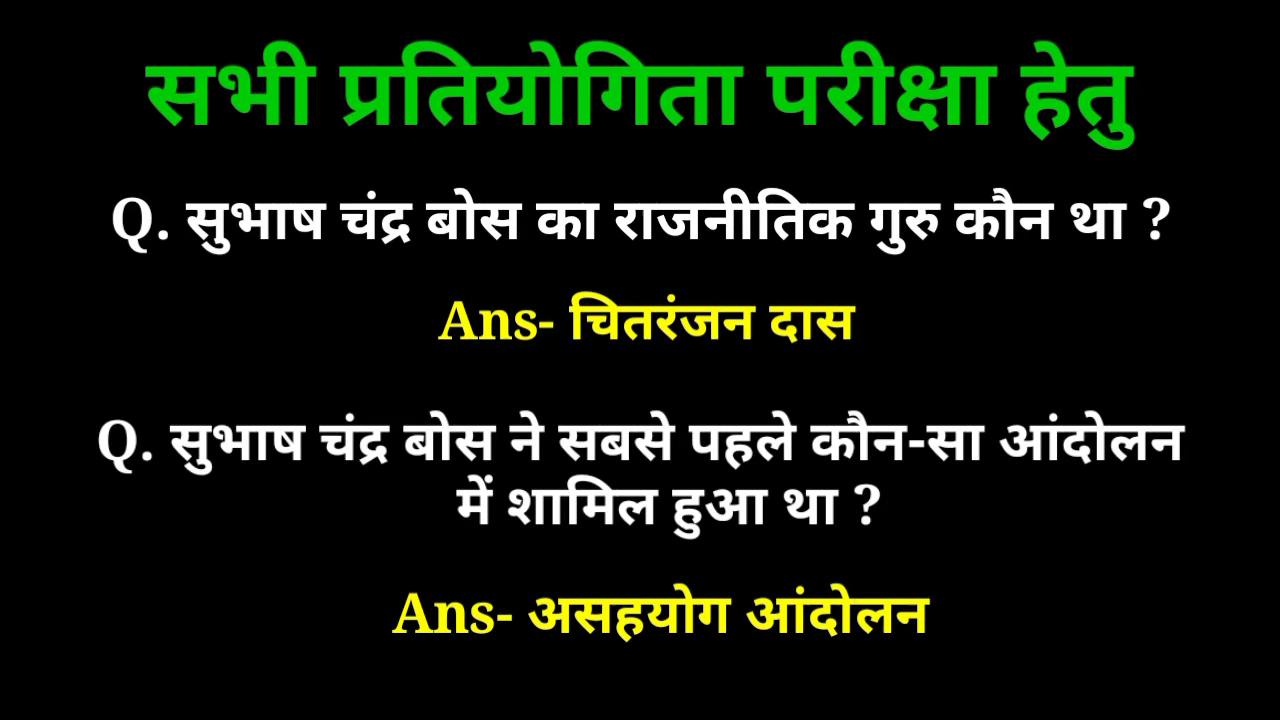 सभी प्रतियोगिता परीक्षा हेतु
Q. सुभाष चंद्र बोस का राजनीतिक गुरु कौन था ?
Ans- चितरंजन दास
Q. सुभाष चंद्र बोस ने सबसे पहले कौन-सा आंदोलन
में शामिल हुआ था ?
Ans- असहयोग आंदोलन